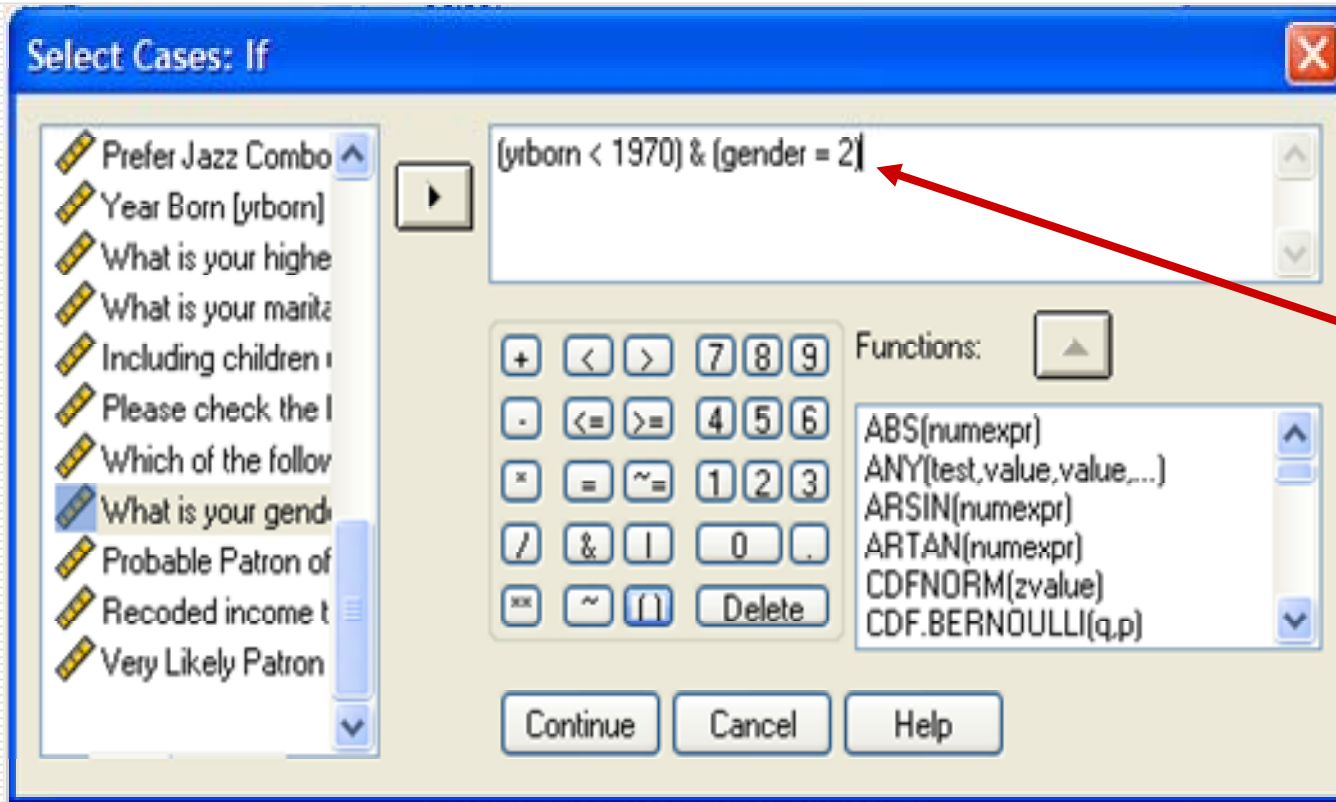 Select Cases: If
X
Prefer Jazz Combo
Year Born [yrborn]
What is your highe
What is your marita
Including children
Please check the l
Which of the follow
What is your gende
Probable Patron of
Recoded income t
Very Likely Patron
(yrborn < 1970) & (gender = 2)
+ < > 7 8 9
- <= >= 4 5 6
* = ~= 1 2 3
/ & | 0 .
** ~ () Delete
Functions:
ABS(numexpr)
ANY(test,value,value,...)
ARSIN(numexpr)
ARTAN(numexpr)
CDFNORM(zvalue)
CDF.BERNOULLI(q,p)
Continue Cancel Help